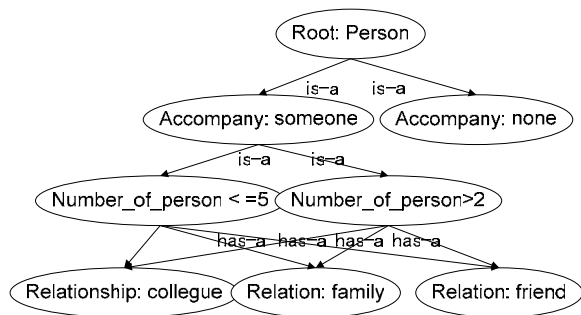 Root: Person
is-a is-a
Accompany: someone Accompany: none
is-a is-a
Number_of_person < =5 Number_of_person>2
has-a has-a has-a has-a
Relationship: collegue Relation: family Relation: friend